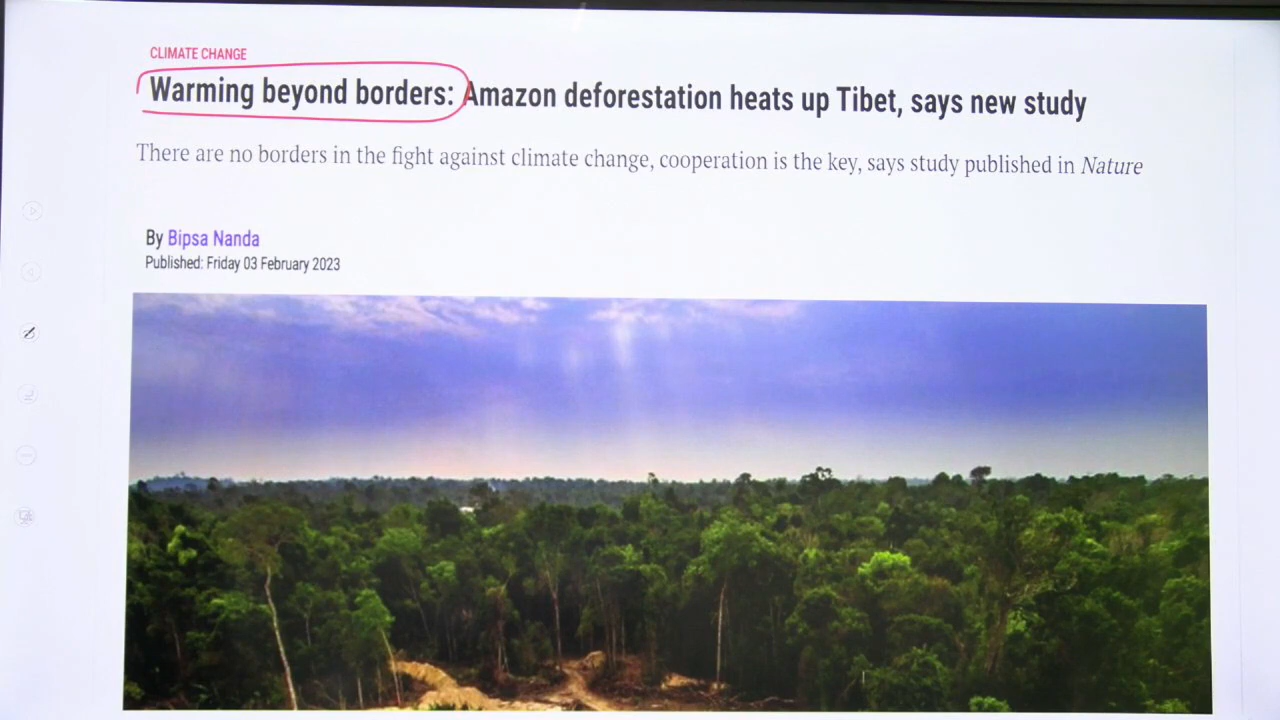 CLIMATE CHANGE
Warming beyond borders: Amazon deforestation heats up Tibet, says new study
There are no borders in the fight against climate change, cooperation is the key, says study published in Nature
By Bipsa Nanda
Published: Friday 03 February 2023